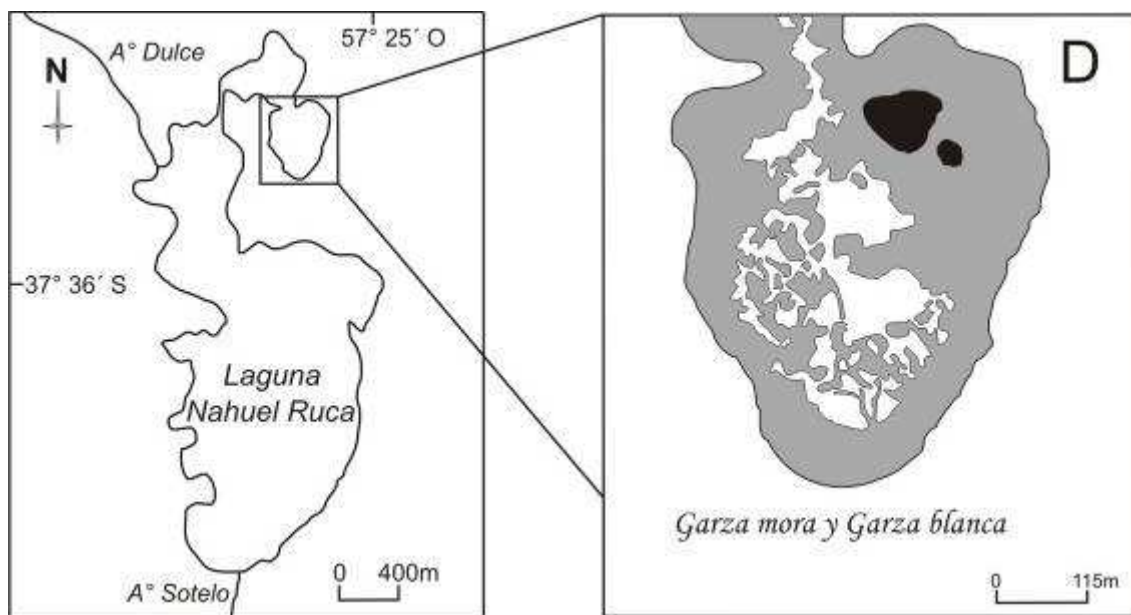 57° 25´ O
A° Dulce
N
37° 36´ S
Laguna
Nahuel Ruca
0 400m
A° Sotelo
D
Garza mora y Garza blanca
0 115m